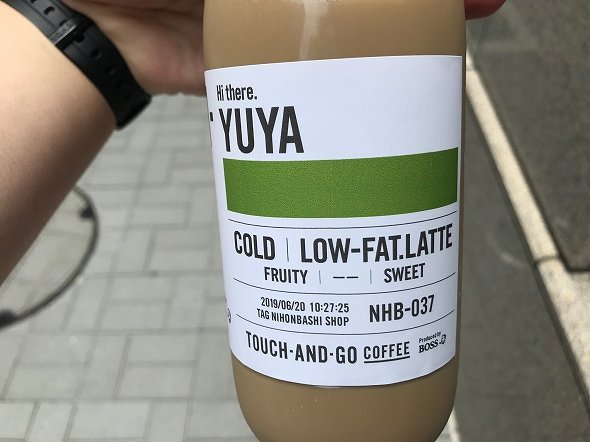 Hi there.
YUYA
COLD | LOW-FAT.LATTE
FRUITY | -- | SWEET
2019/06/20 10:27:25
TAG NIHONBASHI SHOP
NHB-037
TOUCH-AND-GO COFFEE
Produced by
BOSS